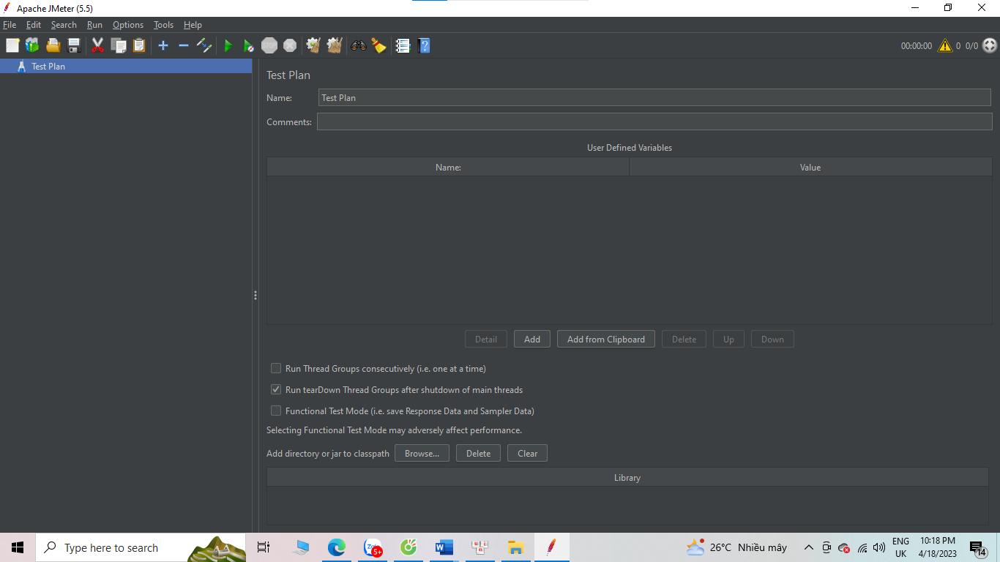 Apache JMeter (5.5)
File Edit Search Run Options Tools Help
STOP
00:00:00 0 0/0
Test Plan
Test Plan
Name: Test Plan
Comments:
User Defined Variables
Name: Value
Detail Add Add from Clipboard Delete Up Down
Run Thread Groups consecutively (i.e. one at a time)
Run tearDown Thread Groups after shutdown of main threads
Functional Test Mode (i.e. save Response Data and Sampler Data)
Selecting Functional Test Mode may adversely affect performance.
Add directory or jar to classpath Browse... Delete Clear
Library
Type here to search
5+
26°C Nhiều mây
ENG
UK
10:18 PM
4/18/2023
14